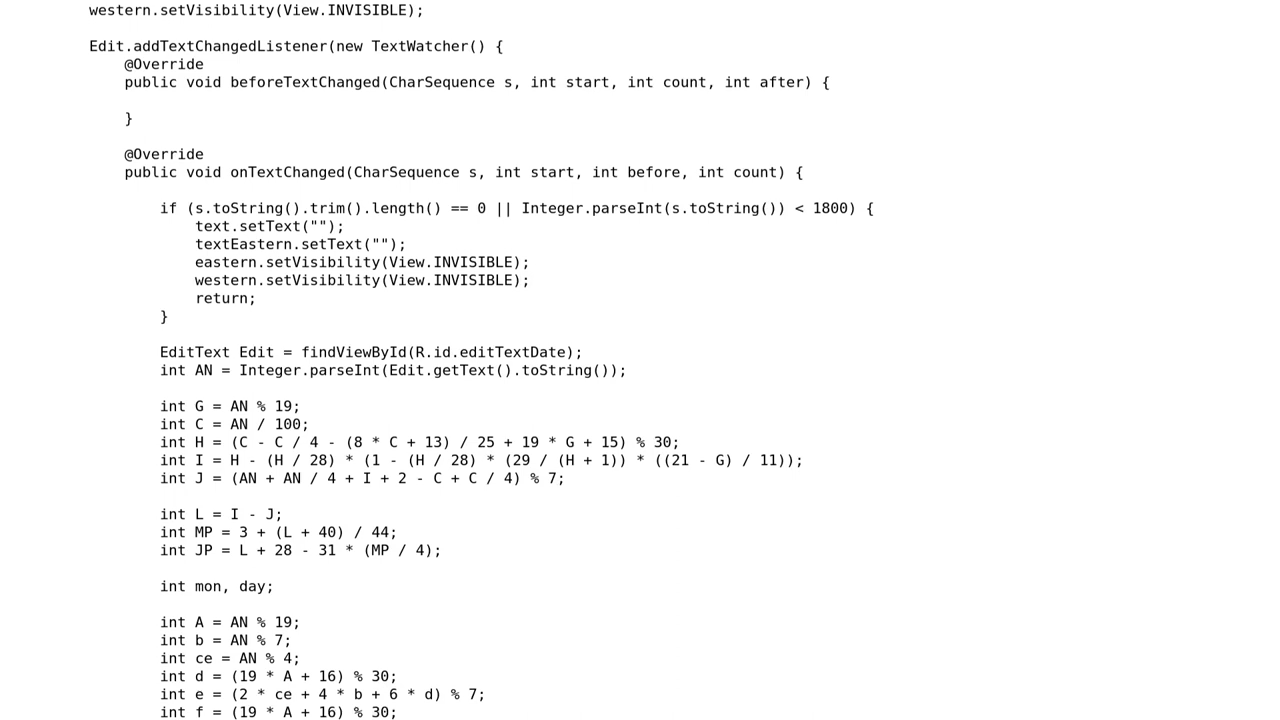 western.setVisibility(View.INVISIBLE);
Edit.addTextChangedListener(new TextWatcher() {
@Override
public void beforeTextChanged(CharSequence s, int start, int count, int after) {
}
@Override
public void onTextChanged(CharSequence s, int start, int before, int count) {
if (s.toString().trim().length() == 0 || Integer.parseInt(s.toString()) < 1800) {
text.setText("");
textEastern.setText("");
eastern.setVisibility(View.INVISIBLE);
western.setVisibility(View.INVISIBLE);
return;
}
EditText Edit = findViewById(R.id.editTextDate);
int AN = Integer.parseInt(Edit.getText().toString());
int G = AN % 19;
int C = AN / 100;
int H = (C - C / 4 - (8 * C + 13) / 25 + 19 * G + 15) % 30;
int I = H - (H / 28) * (1 - (H / 28) * (29 / (H + 1)) * ((21 - G) / 11));
int J = (AN + AN / 4 + I + 2 - C + C / 4) % 7;
int L = I - J;
int MP = 3 + (L + 40) / 44;
int JP = L + 28 - 31 * (MP / 4);
int mon, day;
int A = AN % 19;
int b = AN % 7;
int ce = AN % 4;
int d = (19 * A + 16) % 30;
int e = (2 * ce + 4 * b + 6 * d) % 7;
int f = (19 * A + 16) % 30;